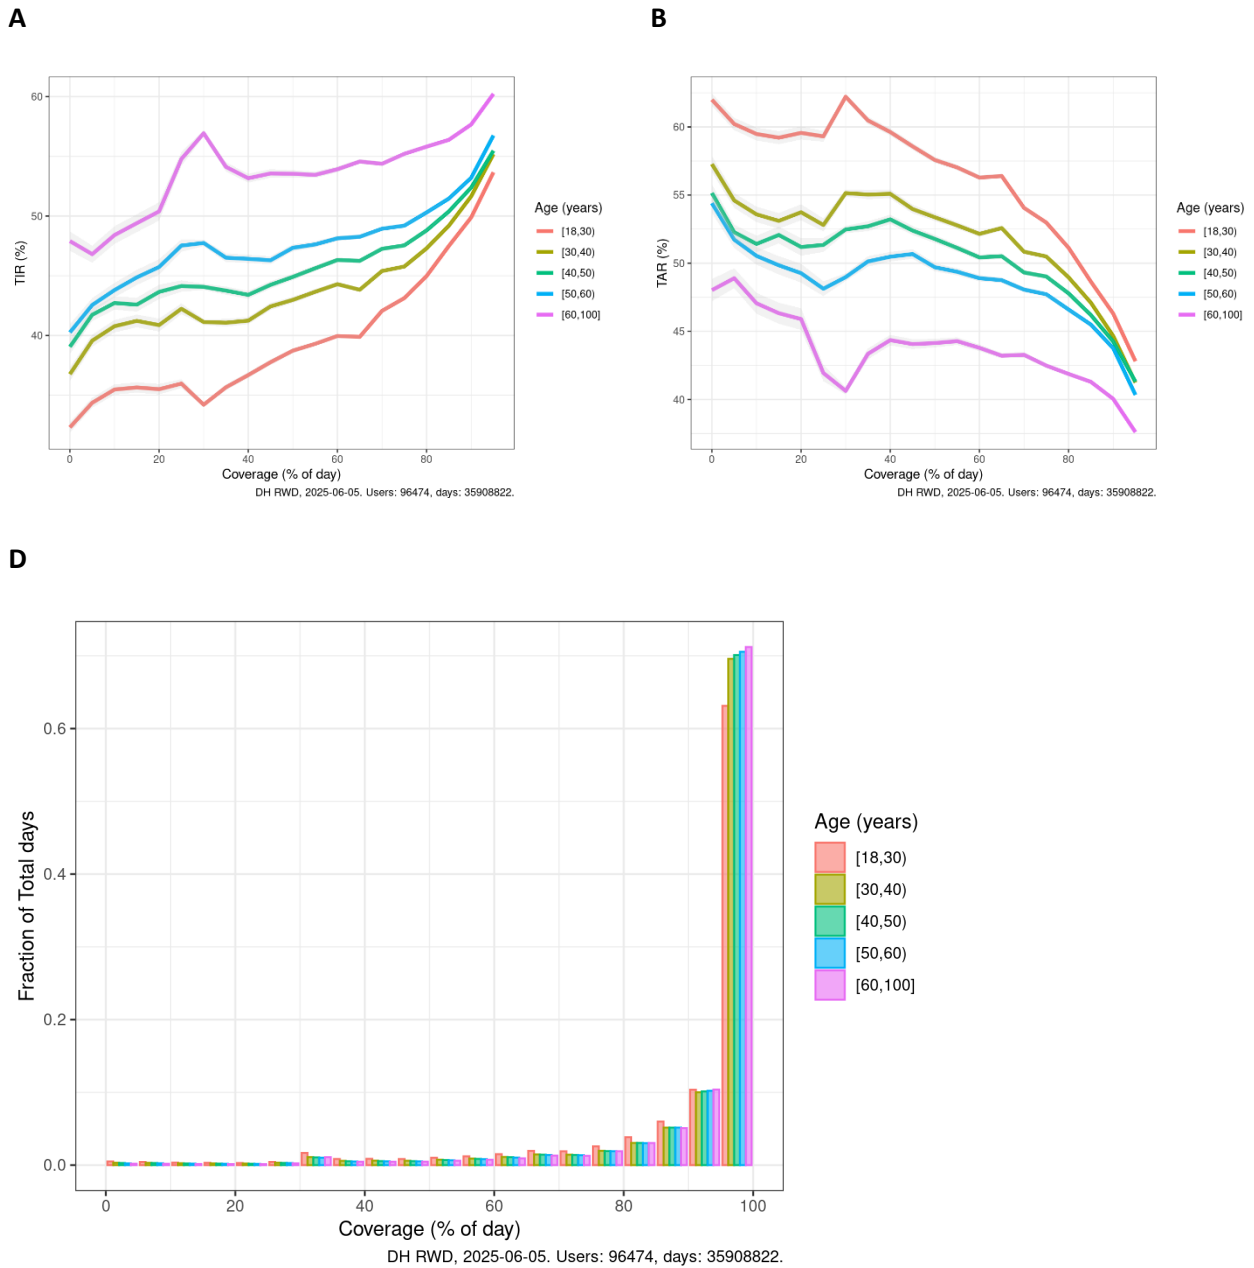 A
B
60
50
40
TIR (%)
0 20 40 60 80
Coverage (% of day)
DH RWD, 2025-06-05. Users: 96474, days: 35908822.
Age (years)
[18,30)
[30,40)
[40,50)
[50,60)
[60,100]
60
55
50
45
40
TAR (%)
0 20 40 60 80
Coverage (% of day)
DH RWD, 2025-06-05. Users: 96474, days: 35908822.
Age (years)
[18,30)
[30,40)
[40,50)
[50,60)
[60,100]
D
0.6
0.4
0.2
0.0
Fraction of Total days
0 20 40 60 80 100
Coverage (% of day)
DH RWD, 2025-06-05. Users: 96474, days: 35908822.
Age (years)
[18,30)
[30,40)
[40,50)
[50,60)
[60,100]